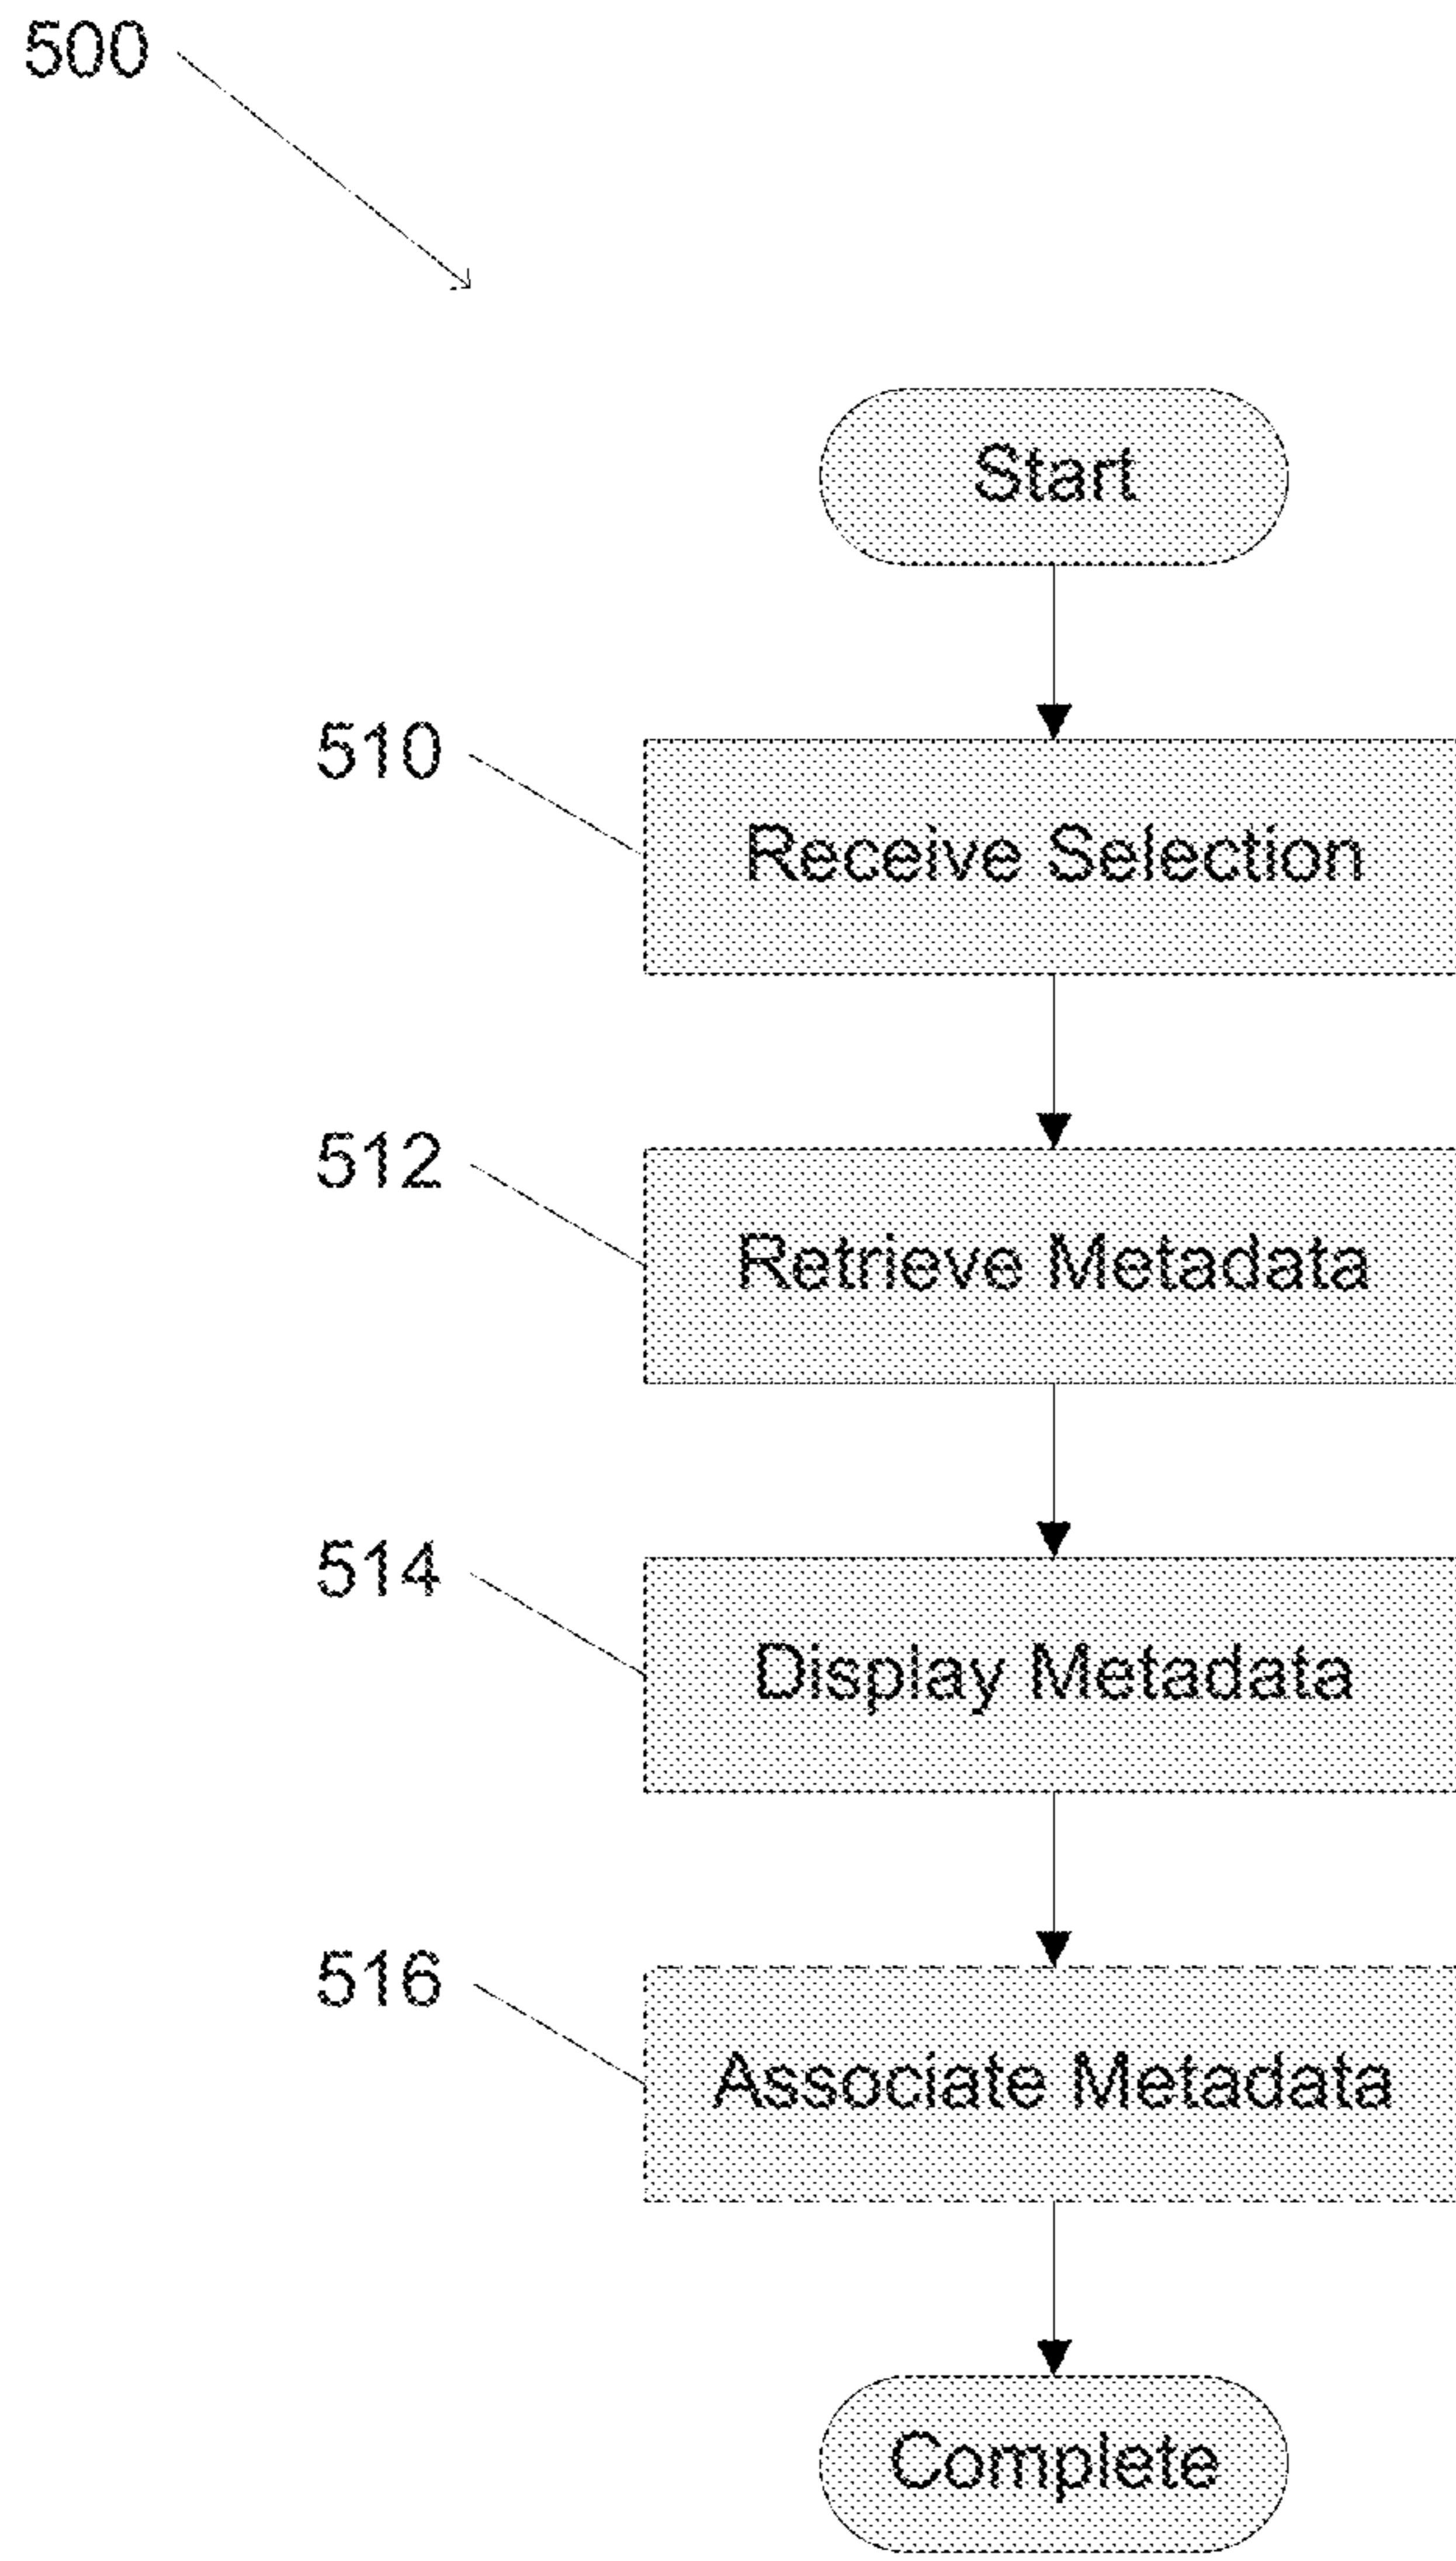 500
Start
510
Receive Selection
512
Retrieve Metadata
514
Display Metadata
516
Associate Metadata
Complete